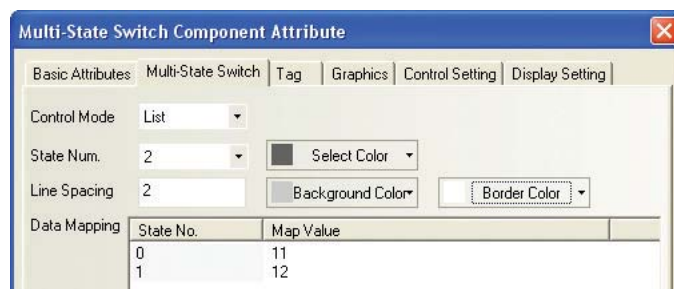 Multi-State Switch Component Attribute
Basic Attributes Multi-State Switch Tag Graphics Control Setting Display Setting
Control Mode List
State Num. 2 Select Color
Line Spacing 2 Background Color Border Color
Data Mapping State No. Map Value
0 11
1 12